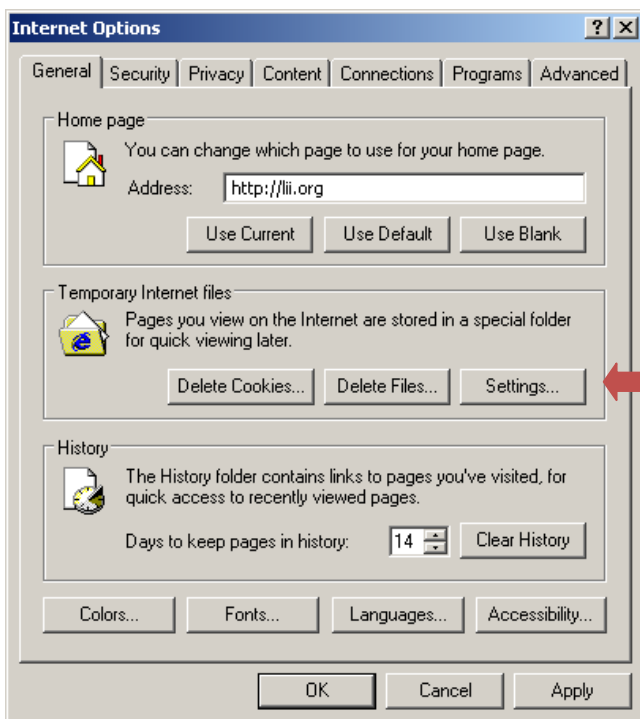 Internet Options
General Security Privacy Content Connections Programs Advanced
Home page
You can change which page to use for your home page.
Address: http://lii.org
Use Current Use Default Use Blank
Temporary Internet files
Pages you view on the Internet are stored in a special folder
for quick viewing later.
Delete Cookies... Delete Files... Settings...
History
The History folder contains links to pages you've visited, for
quick access to recently viewed pages.
Days to keep pages in history: 14 Clear History
Colors... Fonts... Languages... Accessibility...
OK Cancel Apply